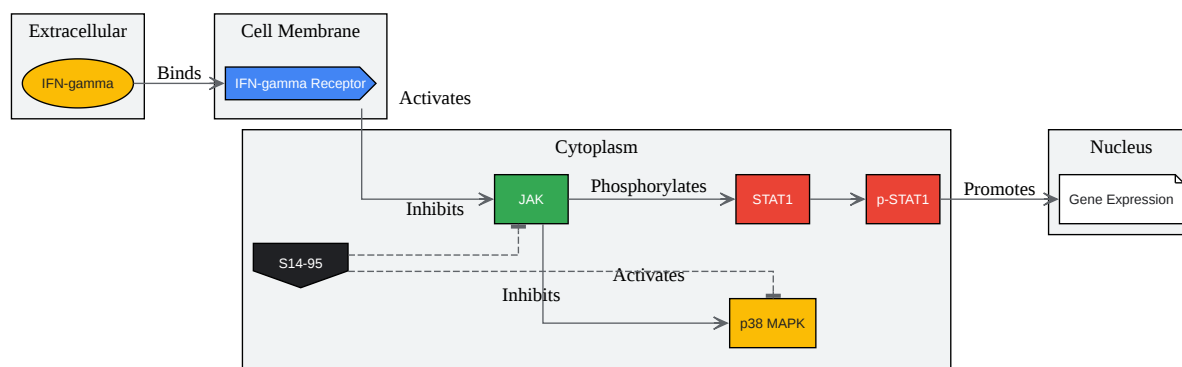 Extracellular
Cell Membrane
IFN-gamma
Binds
IFN-gamma Receptor
Activates
Cytoplasm
Nucleus
JAK
Phosphorylates
STAT1
p-STAT1
Promotes
Gene Expression
Inhibits
S14-95
Activates
Inhibits
p38 MAPK